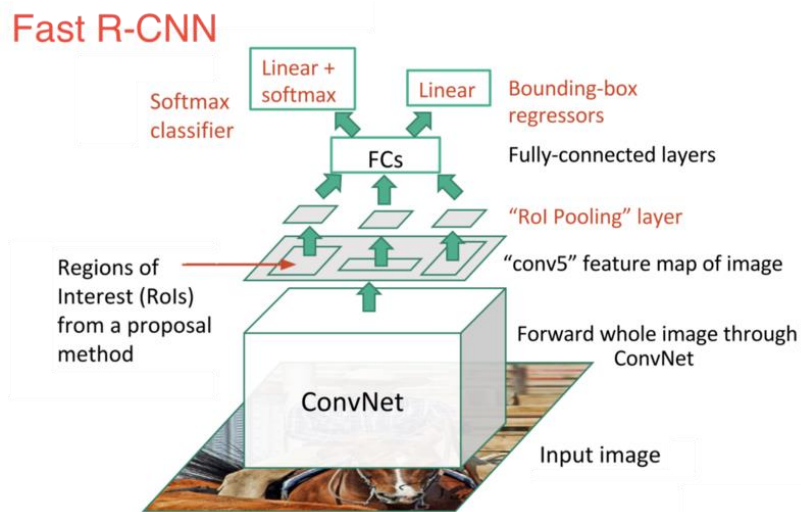 Fast R-CNN
Linear +
softmax
Linear
Softmax
classifier
Bounding-box
regressors
FCs
Fully-connected layers
"RoI Pooling" layer
Regions of
Interest (RoIs)
from a proposal
method
"conv5" feature map of image
Forward whole image through
ConvNet
ConvNet
Input image